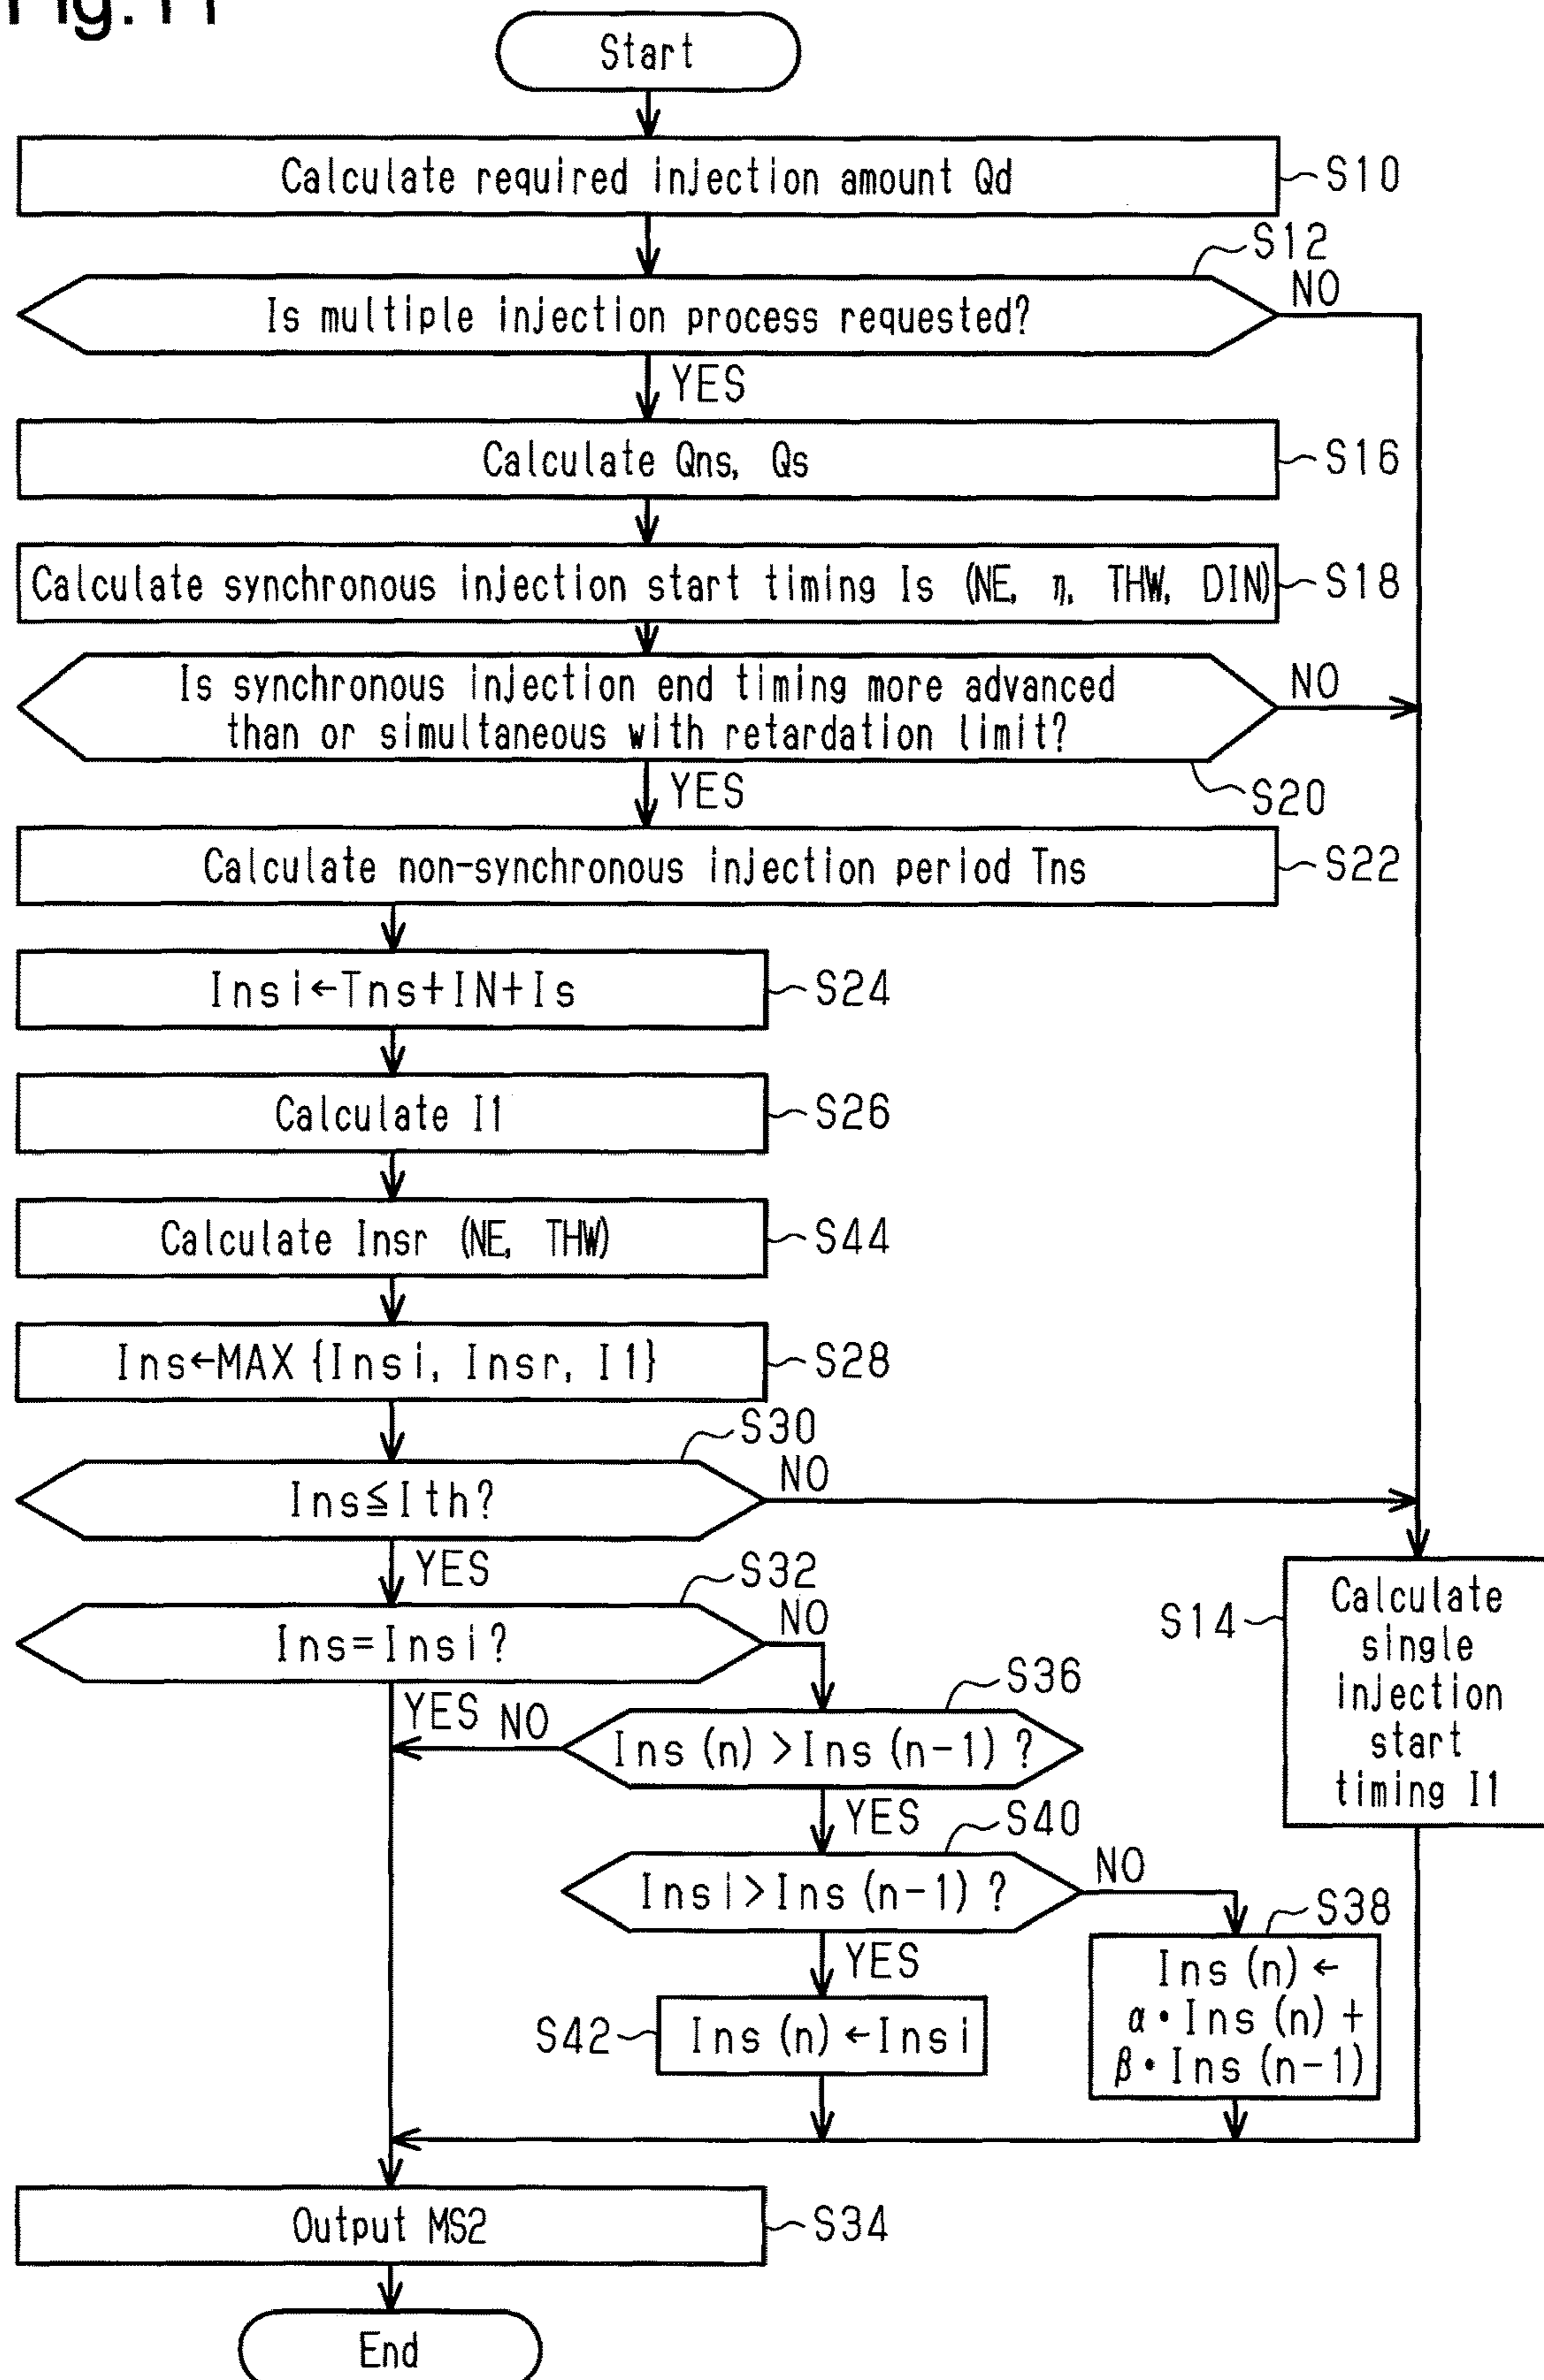 Fig. 11
Start
Calculate required injection amount Qd
S10
S12
Is multiple injection process requested?
NO
YES
Calculate Qns, Qs
S16
Calculate synchronous injection start timing Is (NE, η, THW, DIN)
S18
Is synchronous injection end timing more advanced
than or simultaneous with retardation limit?
NO
S20
YES
Calculate non-synchronous injection period Tns
S22
Insi←Tns+IN+Is
S24
Calculate I1
S26
Calculate Insr (NE, THW)
S44
Ins←MAX {Insi, Insr, I1}
S28
S30
Ins≦Ith?
NO
YES
S32
Ins=Insi?
NO
YES
S36
Ins (n) >Ins (n-1) ?
NO
YES
S40
Insi>Ins (n-1) ?
NO
YES
S42
Ins (n) ←Insi
S38
Ins (n) ←
α・Ins (n) +
β・Ins (n-1)
S14
Calculate
single
injection
start
timing I1
Output MS2
S34
End